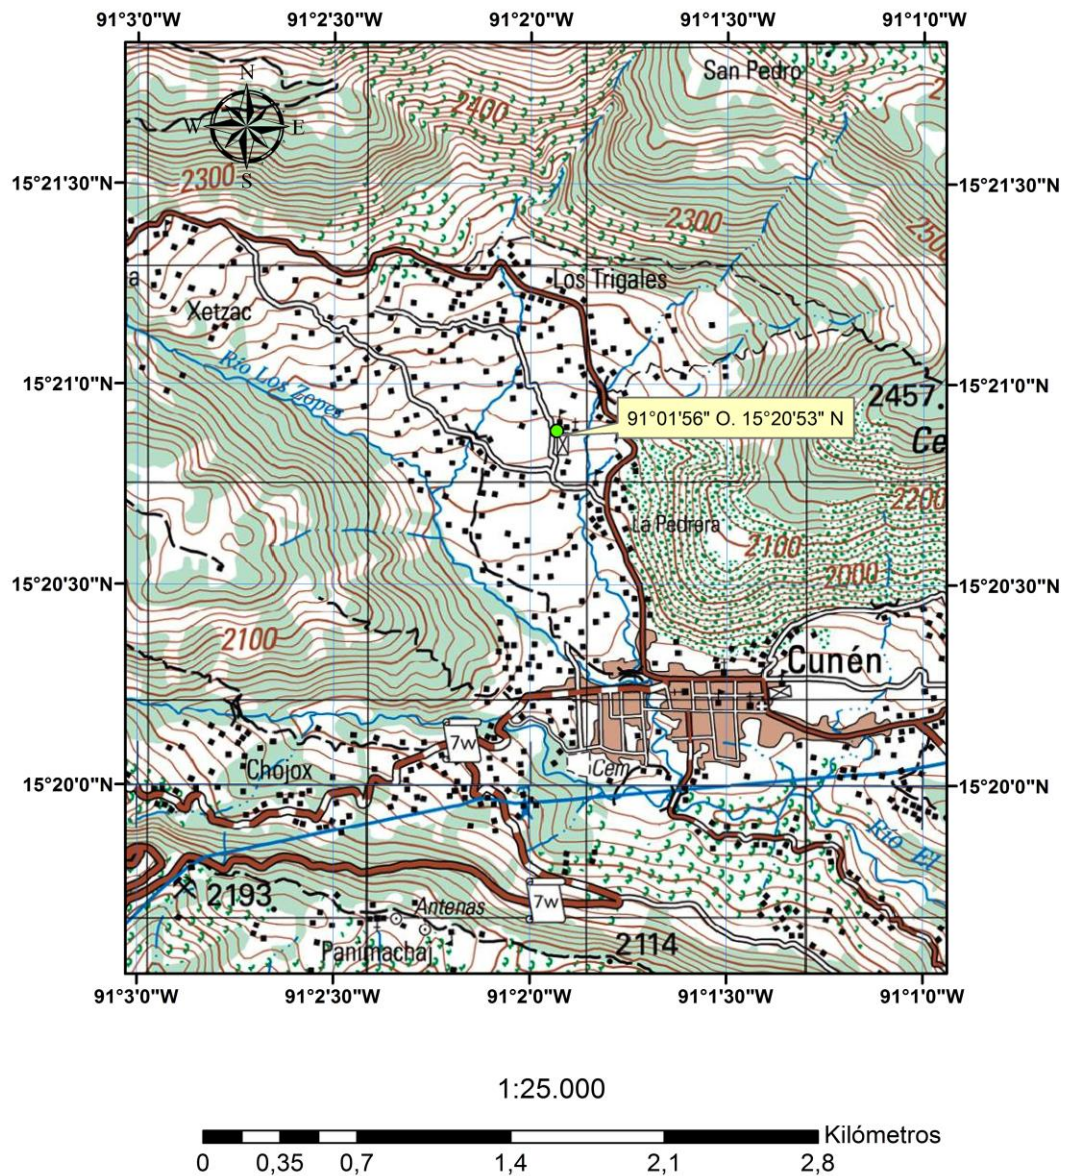 91°3'0"W 91°2'30"W 91°2'0"W 91°1'30"W 91°1'0"W
San Pedro
N
2400
W E
S
15°21'30"N 2300 15°21'30"N
2300
Los Trigales
a
Xetzac
Río Los Zopes
15°21'0"N 15°21'0"N
2457
91°01'56" O. 15°20'53" N
Ce
2200
La Pedrera
2100
2000
15°20'30"N 15°20'30"N
2100
Cunén
7w
Chojox
Cem
15°20'0"N 15°20'0"N
Río El
2193
Antenas
7w
Panimachaj
2114
91°3'0"W 91°2'30"W 91°2'0"W 91°1'30"W 91°1'0"W
1:25.000
Kilómetros
0 0,35 0,7 1,4 2,1 2,8